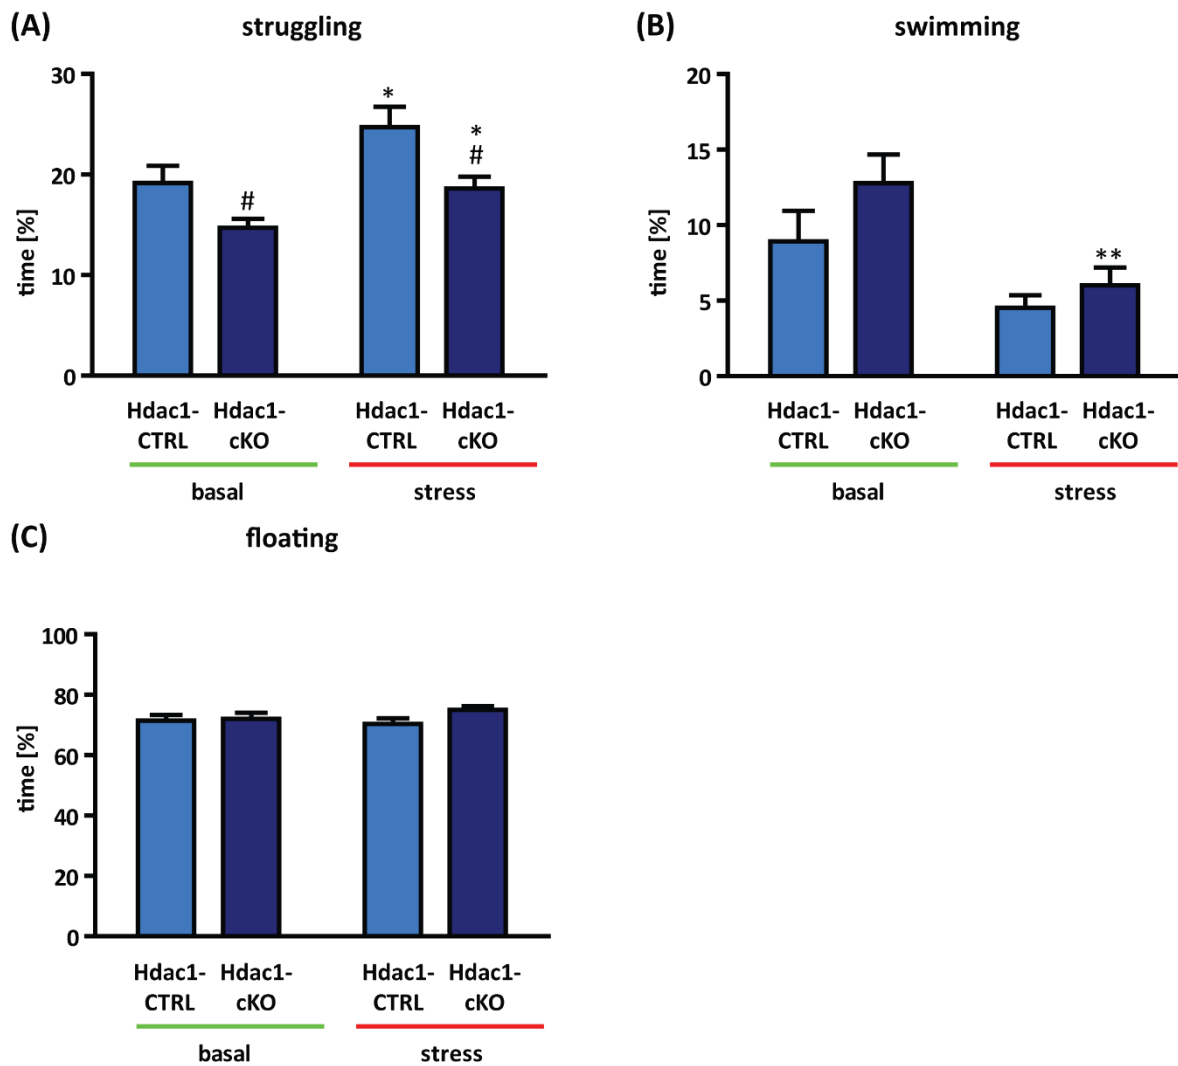 (A) struggling
30
20
10
0
time [%]
#
*
*
#
Hdac1- Hdac1- Hdac1- Hdac1-
CTRL cKO CTRL cKO
basal stress
(B) swimming
20
15
10
5
0
time [%]
**
Hdac1- Hdac1- Hdac1- Hdac1-
CTRL cKO CTRL cKO
basal stress
(C) floating
100
80
60
40
20
0
time [%]
Hdac1- Hdac1- Hdac1- Hdac1-
CTRL cKO CTRL cKO
basal stress